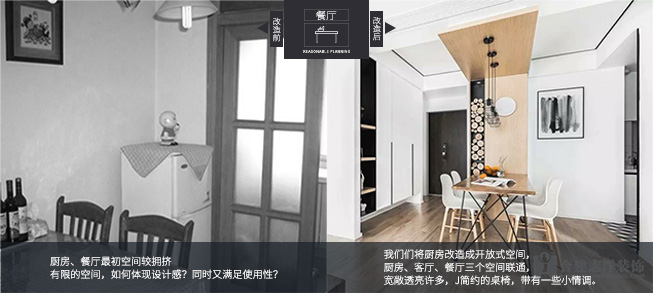 改造前
餐厅
REASONABLE PLANNING
改造后
厨房、餐厅最初空间较拥挤
有限的空间，如何体现设计感？同时又满足使用性？
我们们将厨房改造成开放式空间，
厨房、客厅、餐厅三个空间联通，
宽敞透亮许多，J简约的桌椅，带有一些小情调。